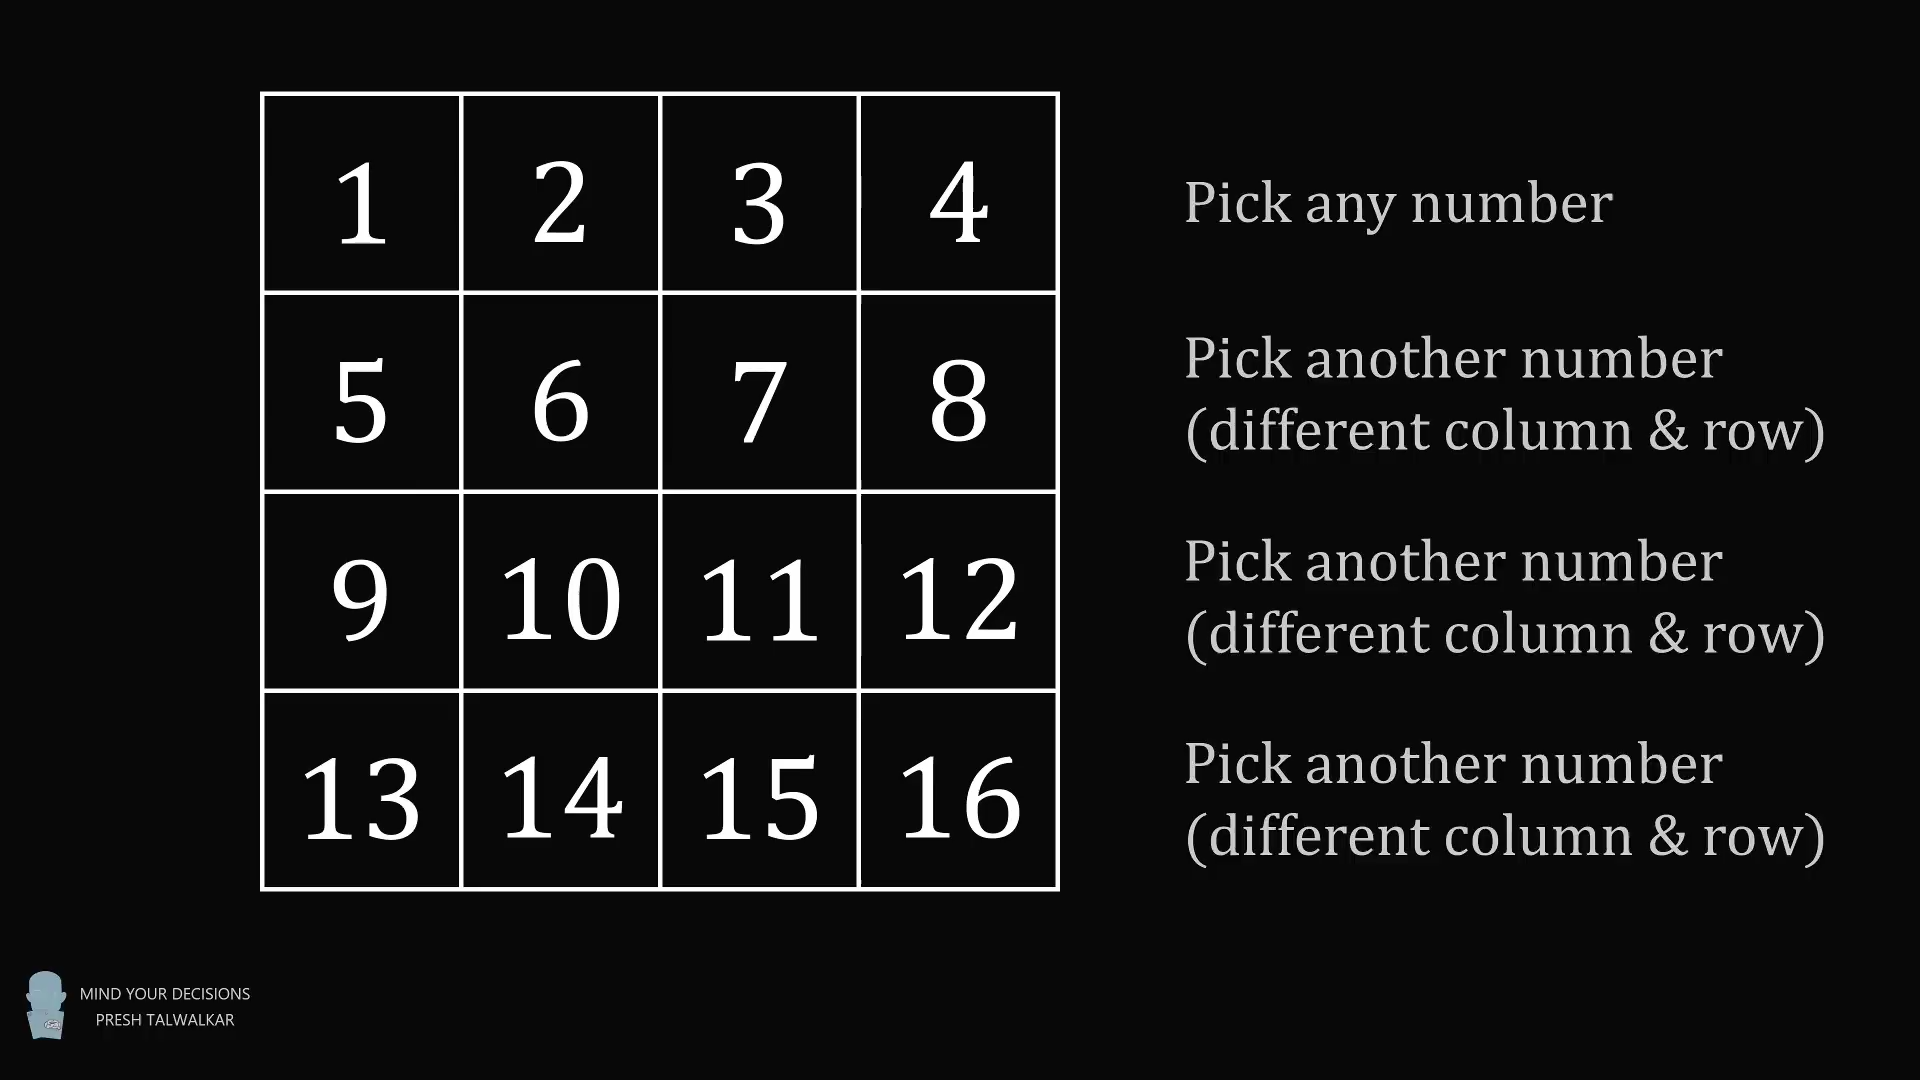 1 2 3 4
5 6 7 8
9 10 11 12
13 14 15 16
Pick any number
Pick another number
(different column & row)
Pick another number
(different column & row)
Pick another number
(different column & row)
MIND YOUR DECISIONS
PRESH TALWALKAR